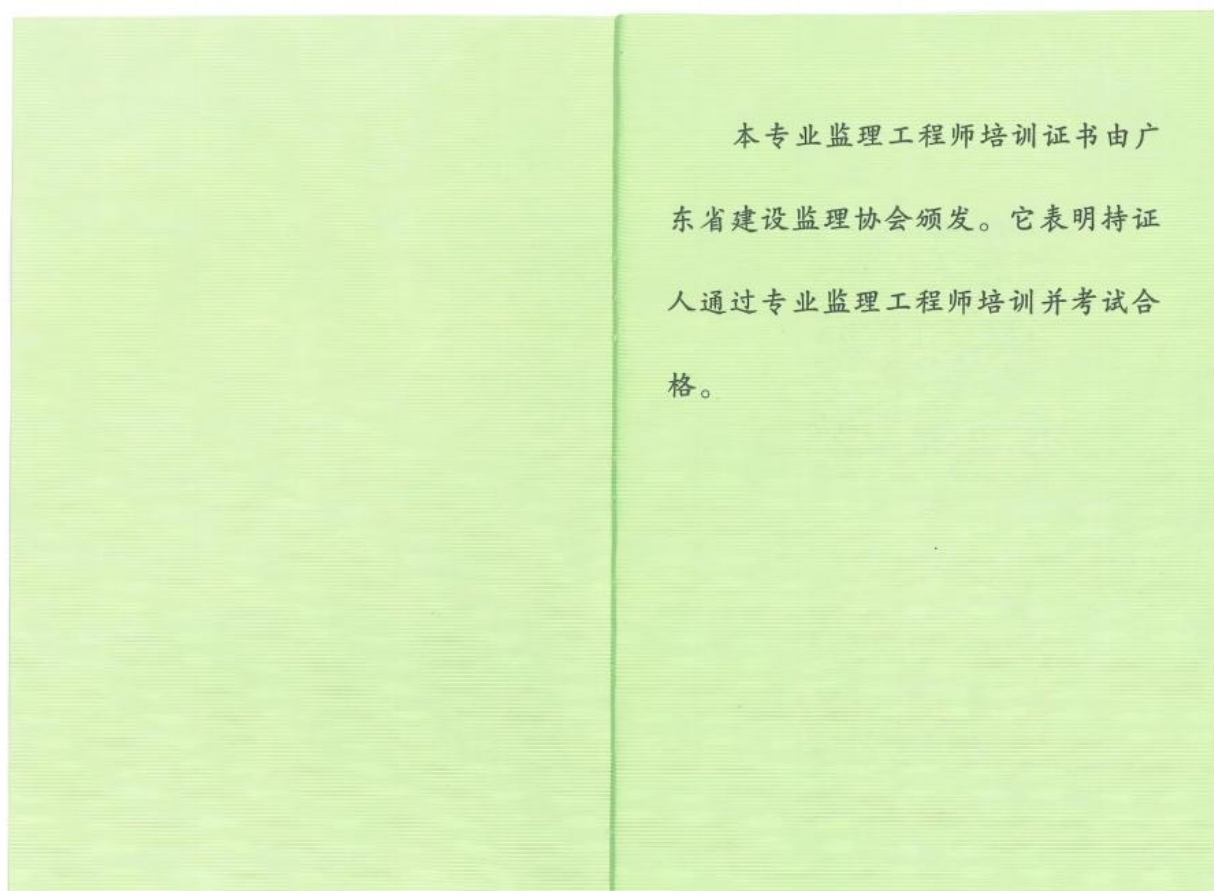 本专业监理工程师培训证书由广
东省建设监理协会颁发。它表明持证
人通过专业监理工程师培训并考试合
格。